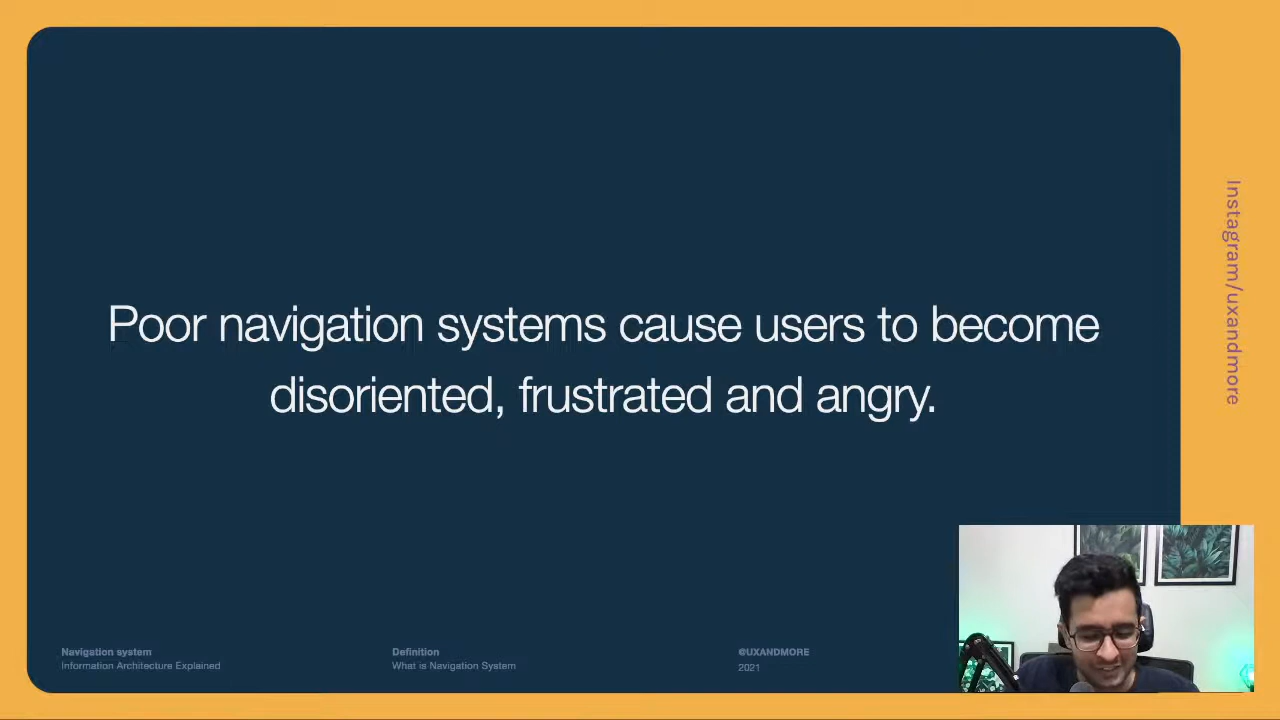 Poor navigation systems cause users to become
disoriented, frustrated and angry.
Instagram/uxandmore
Navigation system
Information Architecture Explained
Definition
What is Navigation System
@UXANDMORE
2021